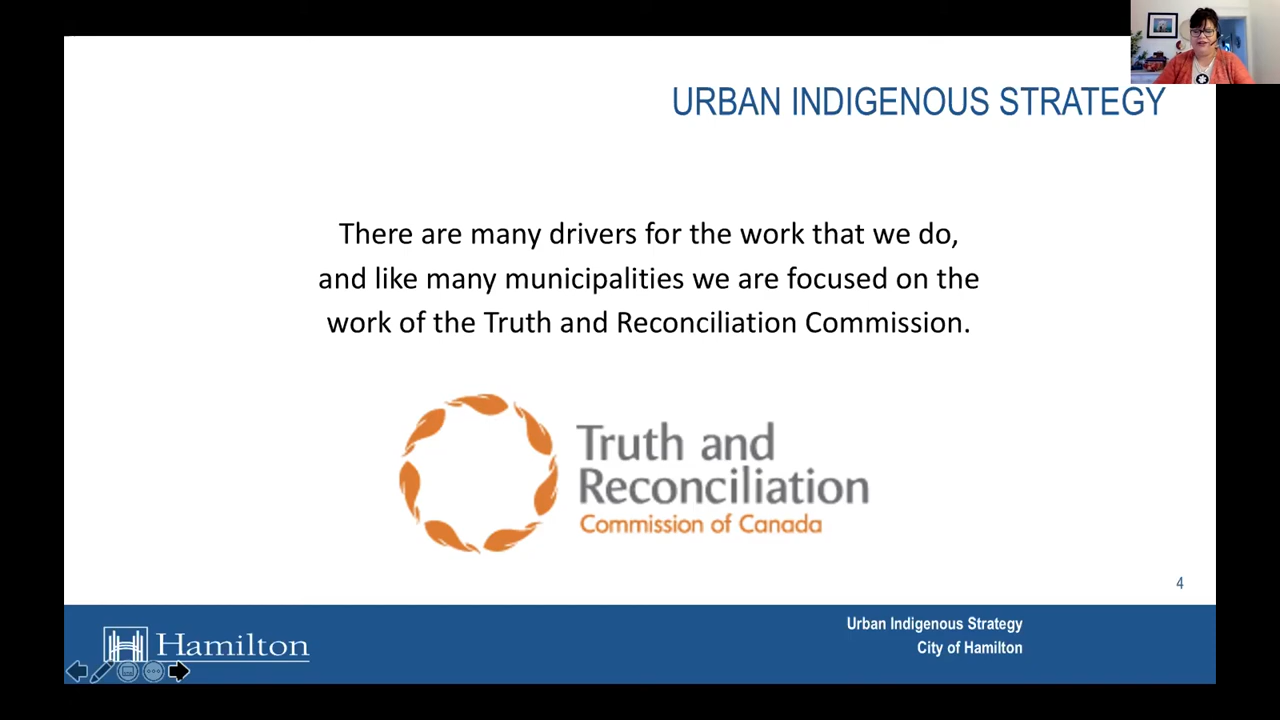 URBAN INDIGENOUS STRATEGY
There are many drivers for the work that we do,
and like many municipalities we are focused on the
work of the Truth and Reconciliation Commission.
Truth and
Reconciliation
Commission of Canada
4
Hamilton
Urban Indigenous Strategy
City of Hamilton